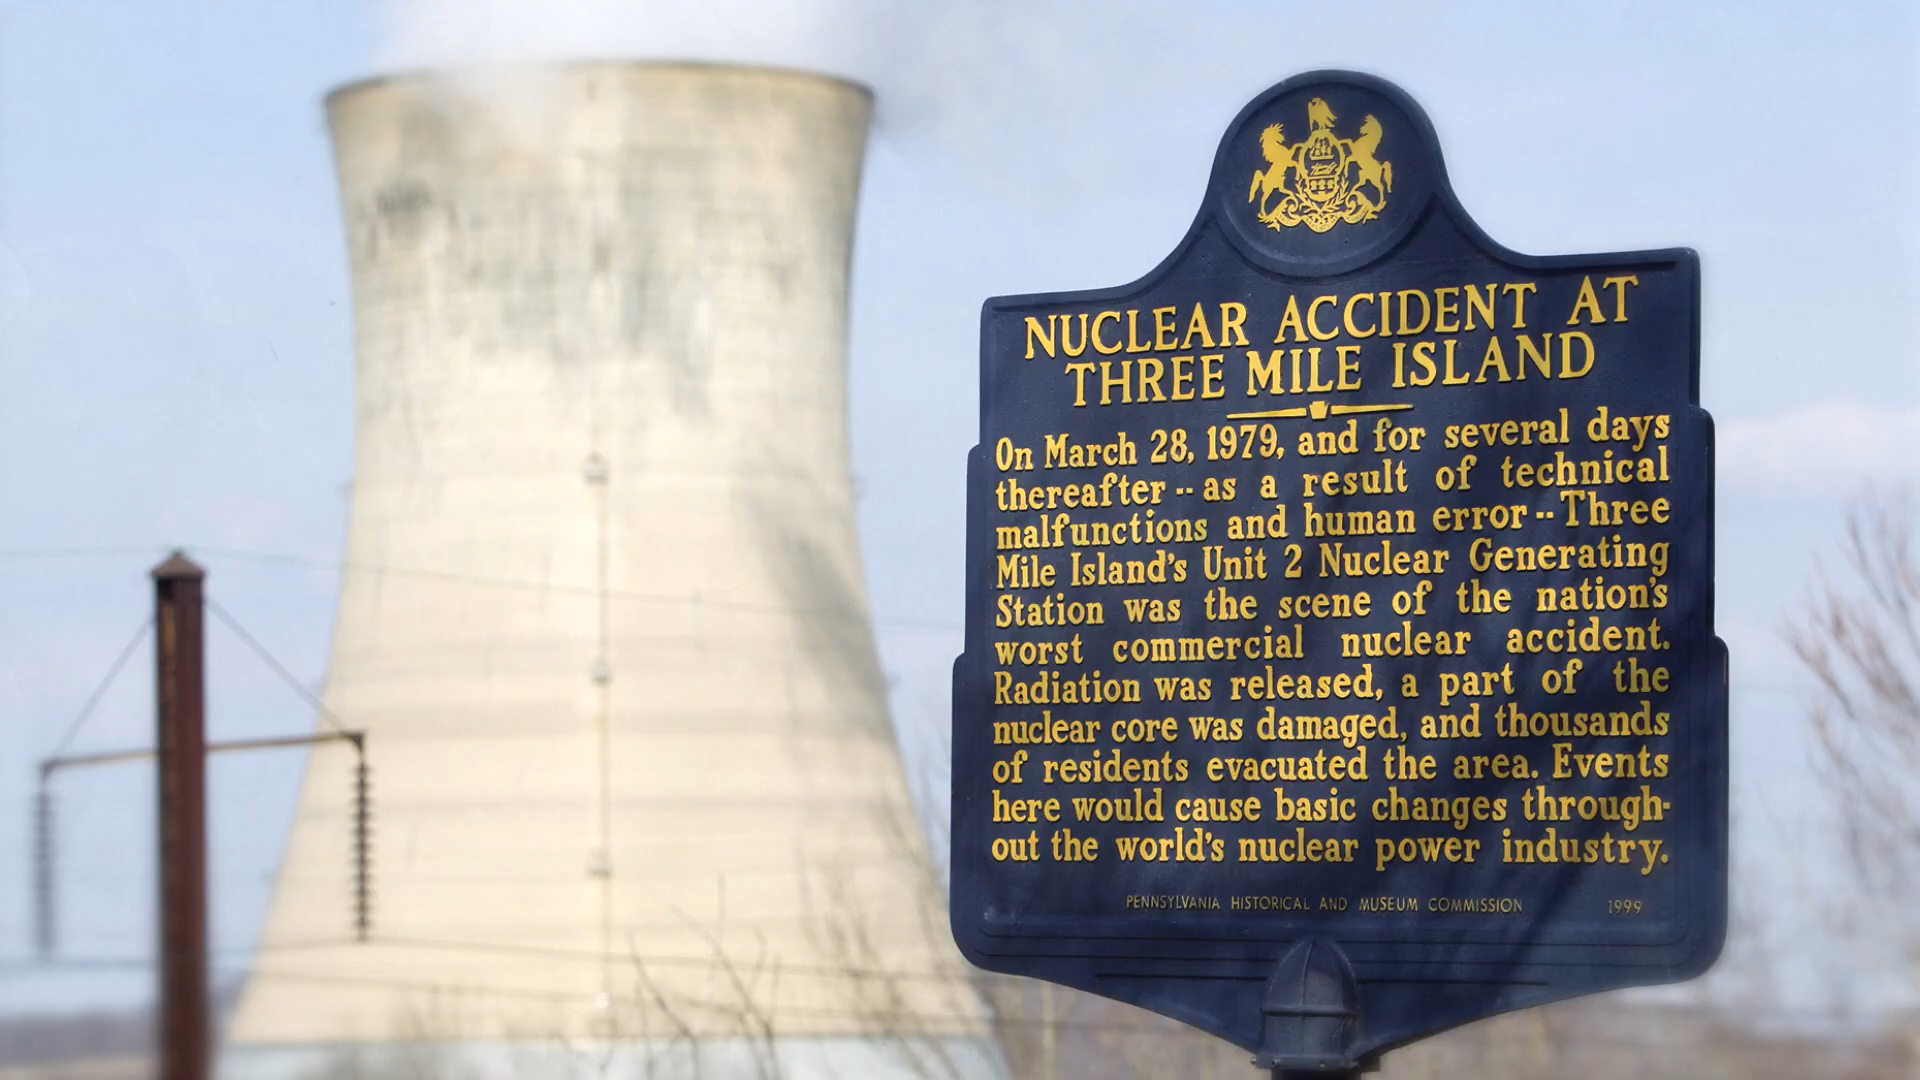 NUCLEAR ACCIDENT AT
THREE MILE ISLAND
On March 28, 1979, and for several days
thereafter -- as a result of technical
malfunctions and human error -- Three
Mile Island's Unit 2 Nuclear Generating
Station was the scene of the nation's
worst commercial nuclear accident.
Radiation was released, a part of the
nuclear core was damaged, and thousands
of residents evacuated the area. Events
here would cause basic changes through-
out the world's nuclear power industry.
PENNSYLVANIA HISTORICAL AND MUSEUM COMMISSION 1999